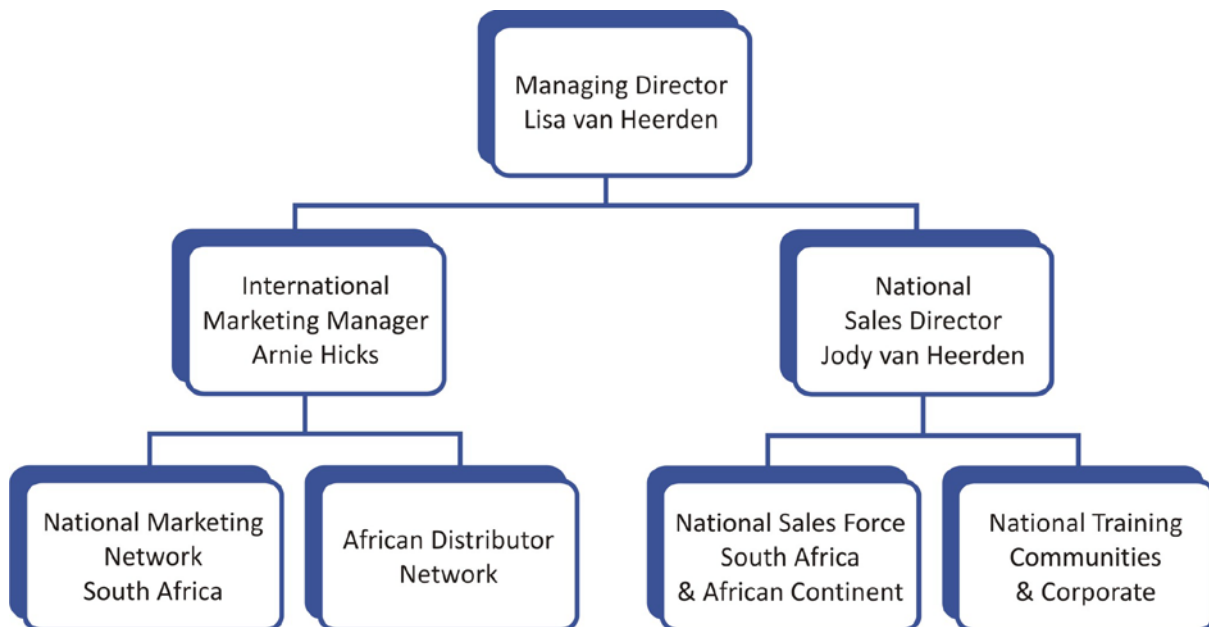 Managing Director
Lisa van Heerden
International
Marketing Manager
Arnie Hicks
National
Sales Director
Jody van Heerden
National Marketing
Network
South Africa
African Distributor
Network
National Sales Force
South Africa
& African Continent
National Training
Communities
& Corporate